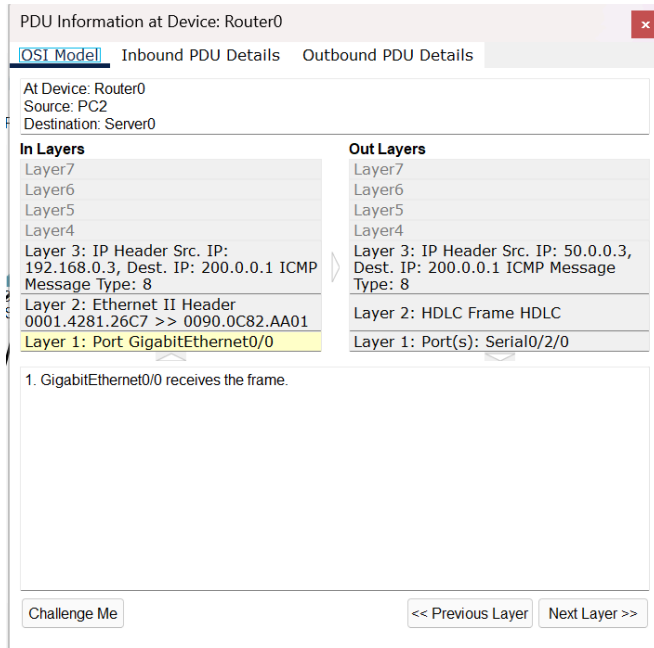 PDU Information at Device: Router0
OSI Model Inbound PDU Details Outbound PDU Details
At Device: Router0
Source: PC2
Destination: Server0
In Layers
Layer7
Layer6
Layer5
Layer4
Layer 3: IP Header Src. IP:
192.168.0.3, Dest. IP: 200.0.0.1 ICMP
Message Type: 8
Layer 2: Ethernet II Header
0001.4281.26C7 >> 0090.0C82.AA01
Layer 1: Port GigabitEthernet0/0
Out Layers
Layer7
Layer6
Layer5
Layer4
Layer 3: IP Header Src. IP: 50.0.0.3,
Dest. IP: 200.0.0.1 ICMP Message
Type: 8
Layer 2: HDLC Frame HDLC
Layer 1: Port(s): Serial0/2/0
1. GigabitEthernet0/0 receives the frame.
Challenge Me
<< Previous Layer
Next Layer >>